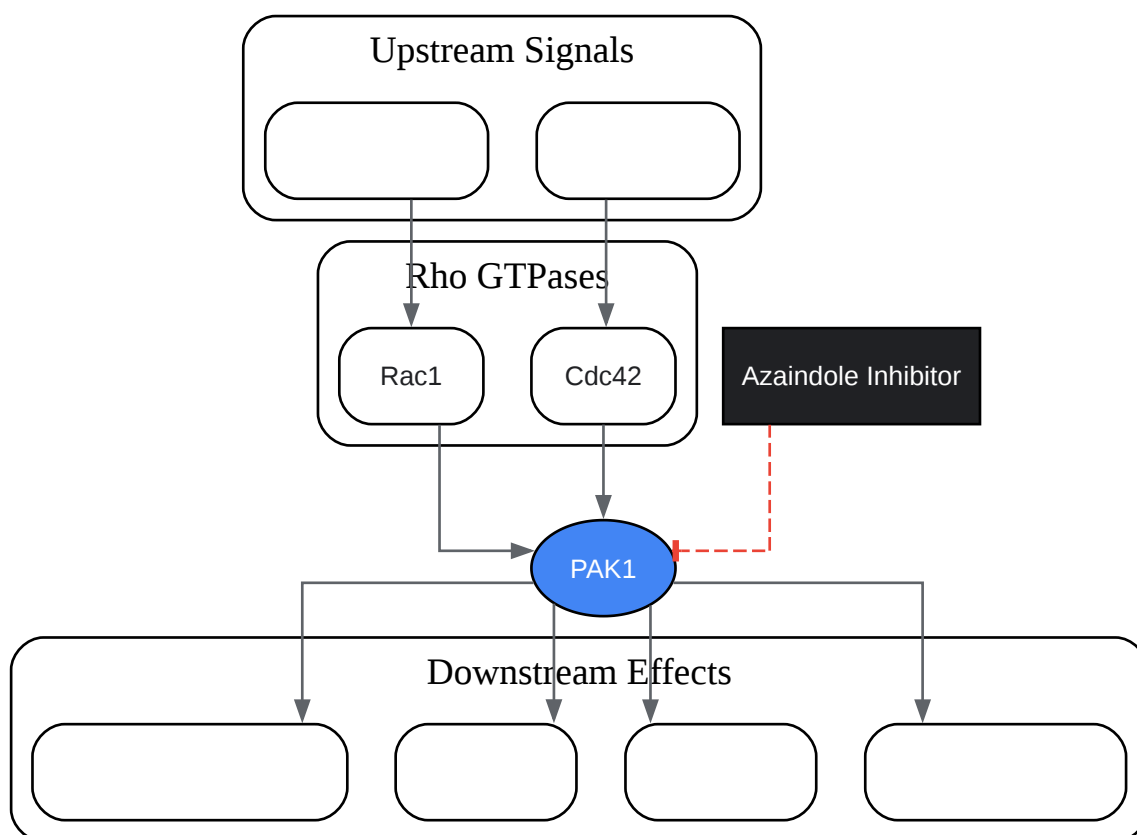 Upstream Signals
Rho GTPases
Rac1
Cdc42
Azaindole Inhibitor
PAK1
Downstream Effects